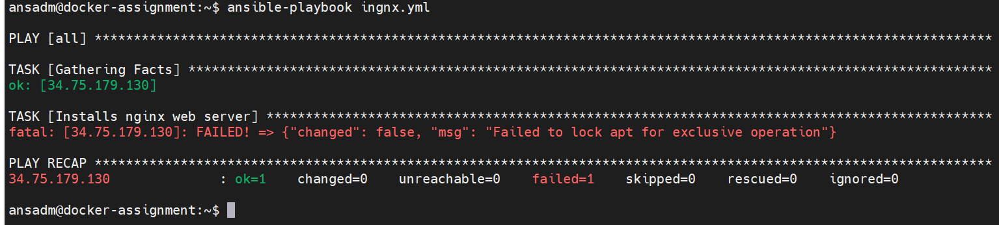 ansadm@docker-assignment:~$ ansible-playbook ingnx.yml
PLAY [all] *******************************************************************************************************************
TASK [Gathering Facts] *******************************************************************************************************
ok: [34.75.179.130]
TASK [Installs nginx web server] *********************************************************************************************
fatal: [34.75.179.130]: FAILED! => {"changed": false, "msg": "Failed to lock apt for exclusive operation"}
PLAY RECAP *******************************************************************************************************************
34.75.179.130              : ok=1    changed=0    unreachable=0    failed=1    skipped=0    rescued=0    ignored=0
ansadm@docker-assignment:~$